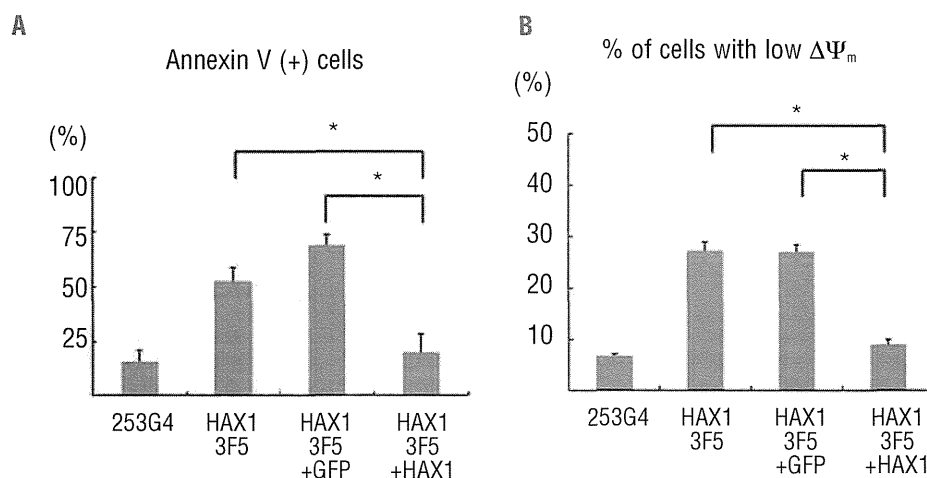 A
Annexin V (+) cells
(%)
*
*
100
75
50
25
253G4
HAX1
3F5
HAX1
3F5
+GFP
HAX1
3F5
+HAX1
B
% of cells with low ΔΨm
(%)
*
*
50
40
30
20
10
253G4
HAX1
3F5
HAX1
3F5
+GFP
HAX1
3F5
+HAX1